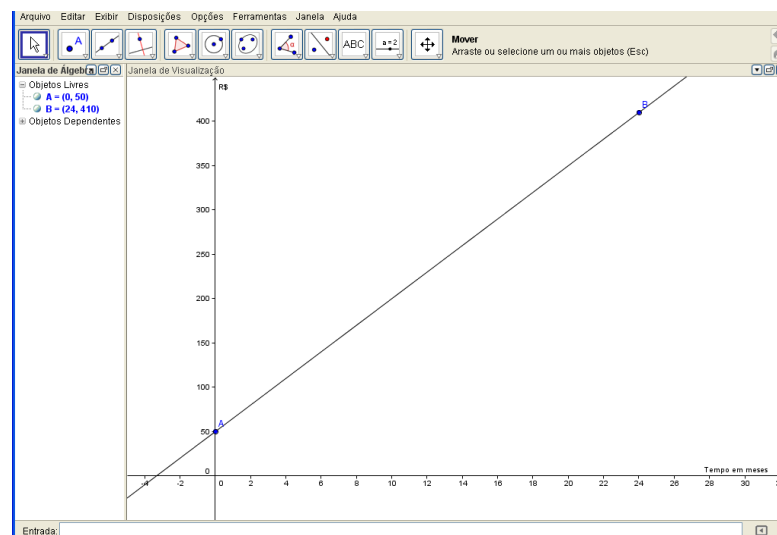 Arquivo Editar Exibir Disposições Opções Ferramentas Janela Ajuda
A
α
ABC
a=2
Mover
Arraste ou selecione um ou mais objetos (Esc)
Janela de Álgebra
Janela de Visualização
Objetos Livres
A = (0, 50)
B = (24, 410)
Objetos Dependentes
R$
B
400
350
300
250
200
150
100
A
50
0
Tempo em meses
-4 -2 0 2 4 6 8 10 12 14 16 18 20 22 24 26 28 30
Entrada: